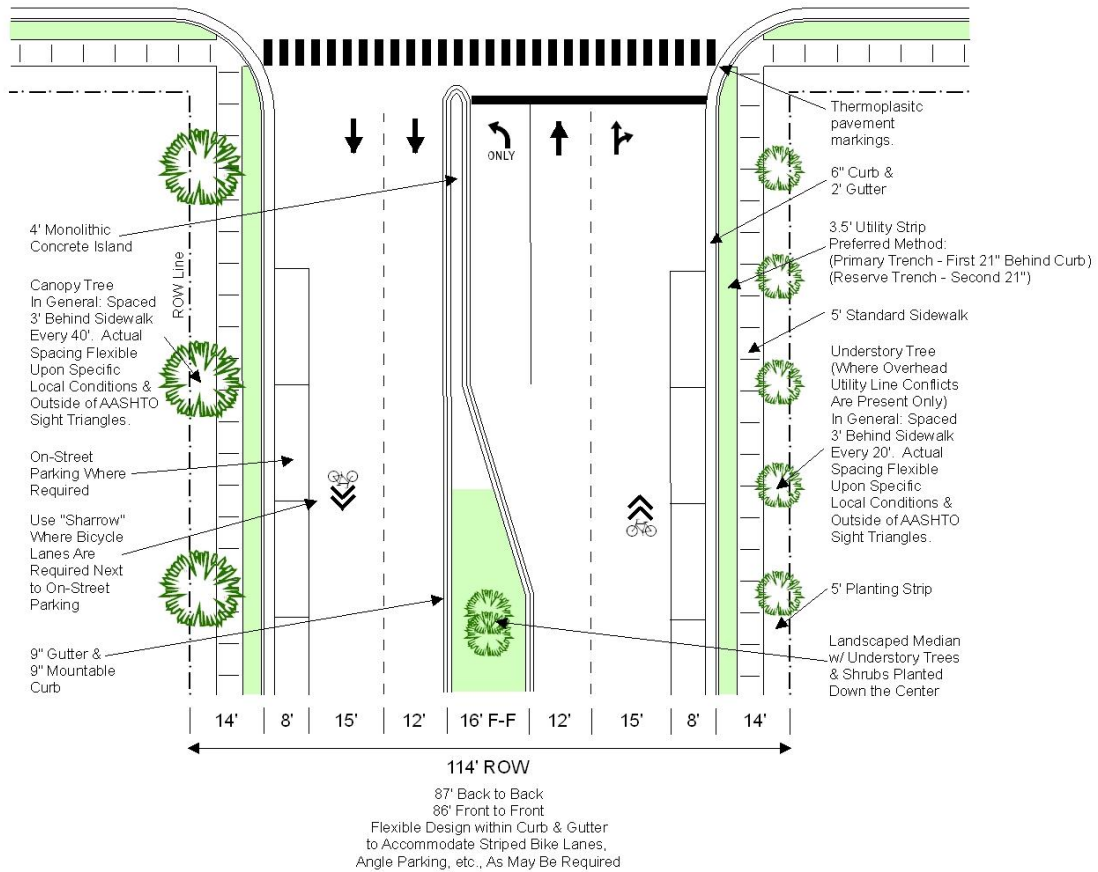 ONLY
Thermoplasitc
pavement
markings.
6" Curb &
2' Gutter
3.5' Utility Strip
Preferred Method:
(Primary Trench - First 21" Behind Curb)
(Reserve Trench - Second 21")
5' Standard Sidewalk
Understory Tree
(Where Overhead
Utility Line Conflicts
Are Present Only)
In General: Spaced
3' Behind Sidewalk
Every 20'. Actual
Spacing Flexible
Upon Specific
Local Conditions &
Outside of AASHTO
Sight Triangles.
5' Planting Strip
Landscaped Median
w/ Understory Trees
& Shrubs Planted
Down the Center
4' Monolithic
Concrete Island
ROW Line
Canopy Tree
In General: Spaced
3' Behind Sidewalk
Every 40'. Actual
Spacing Flexible
Upon Specific
Local Conditions &
Outside of AASHTO
Sight Triangles.
On-Street
Parking Where
Required
Use "Sharrow"
Where Bicycle
Lanes Are
Required Next
to On-Street
Parking
9" Gutter &
9" Mountable
Curb
14' 8' 15' 12' 16' F-F 12' 15' 8' 14'
114' ROW
87' Back to Back
86' Front to Front
Flexible Design within Curb & Gutter
to Accommodate Striped Bike Lanes,
Angle Parking, etc., As May Be Required